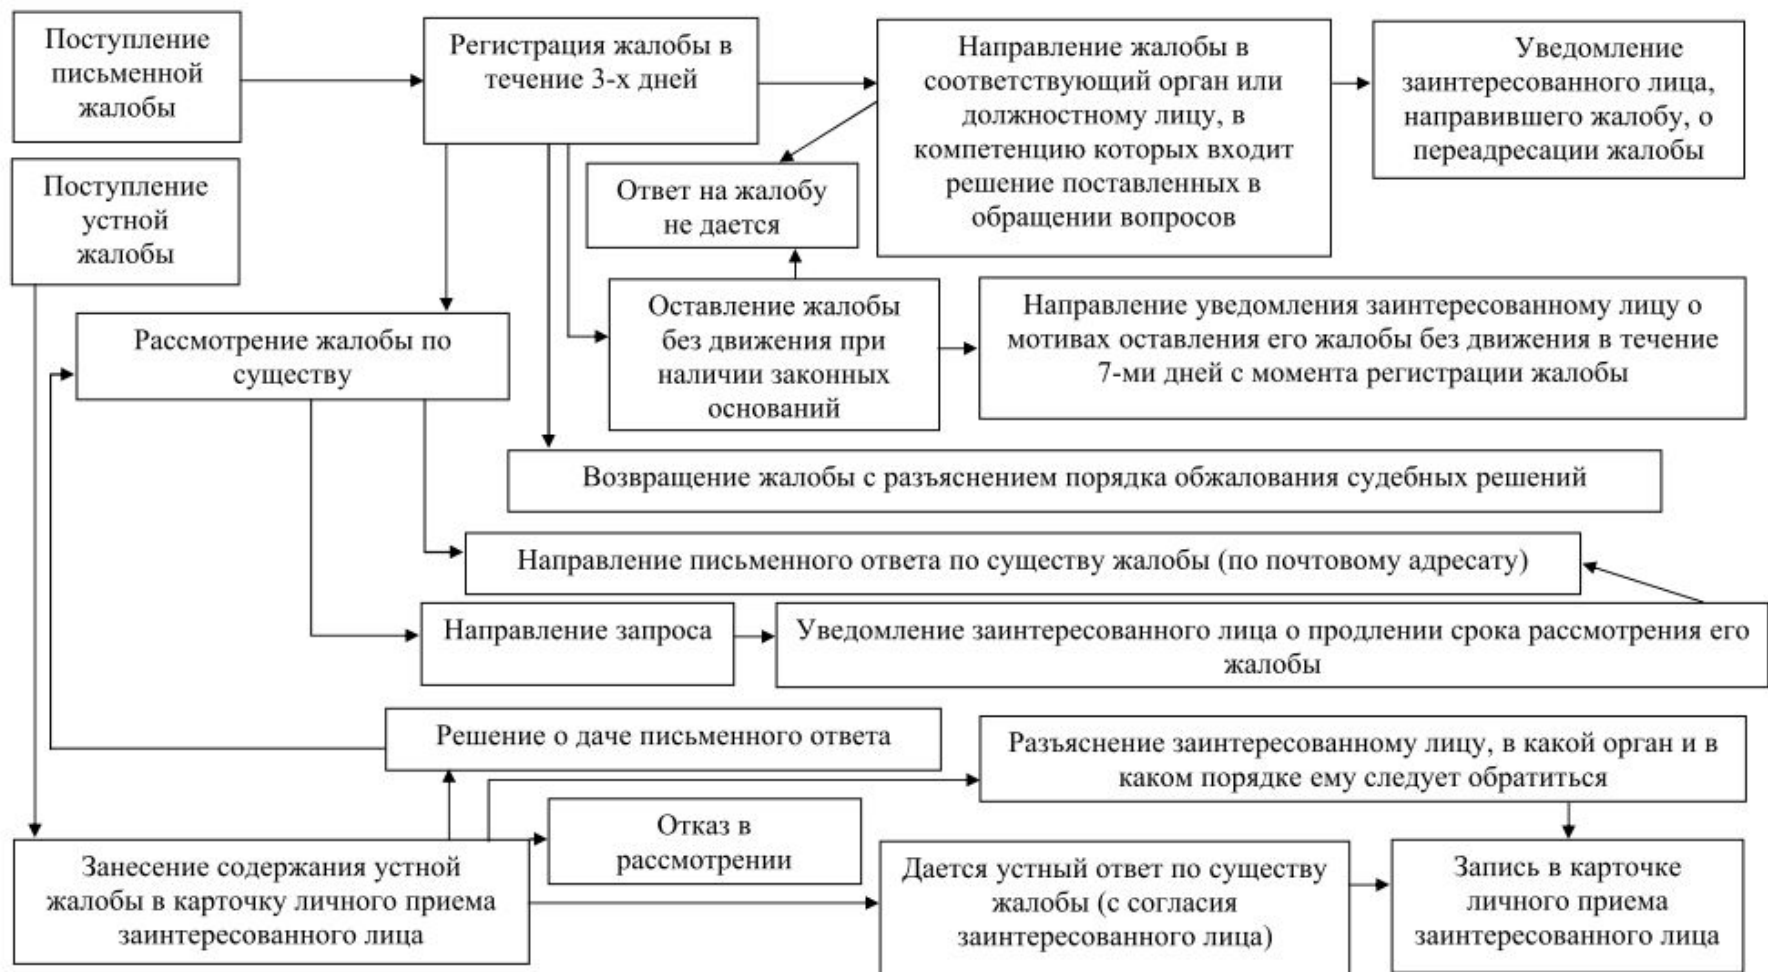 Поступление
письменной
жалобы
Регистрация жалобы в
течение 3-х дней
Направление жалобы в
соответствующий орган или
должностному лицу, в
компетенцию которых входит
решение поставленных в
обращении вопросов
Уведомление
заинтересованного лица,
направившего жалобу, о
переадресации жалобы
Поступление
устной
жалобы
Ответ на жалобу
не дается
Рассмотрение жалобы по
существу
Оставление жалобы
без движения при
наличии законных
оснований
Направление уведомления заинтересованному лицу о
мотивах оставления его жалобы без движения в течение
7-ми дней с момента регистрации жалобы
Возвращение жалобы с разъяснением порядка обжалования судебных решений
Направление письменного ответа по существу жалобы (по почтовому адресату)
Направление запроса
Уведомление заинтересованного лица о продлении срока рассмотрения его
жалобы
Решение о даче письменного ответа
Разъяснение заинтересованному лицу, в какой орган и в
каком порядке ему следует обратиться
Отказ в
рассмотрении
Занесение содержания устной
жалобы в карточку личного приема
заинтересованного лица
Дается устный ответ по существу
жалобы (с согласия
заинтересованного лица)
Запись в карточке
личного приема
заинтересованного лица